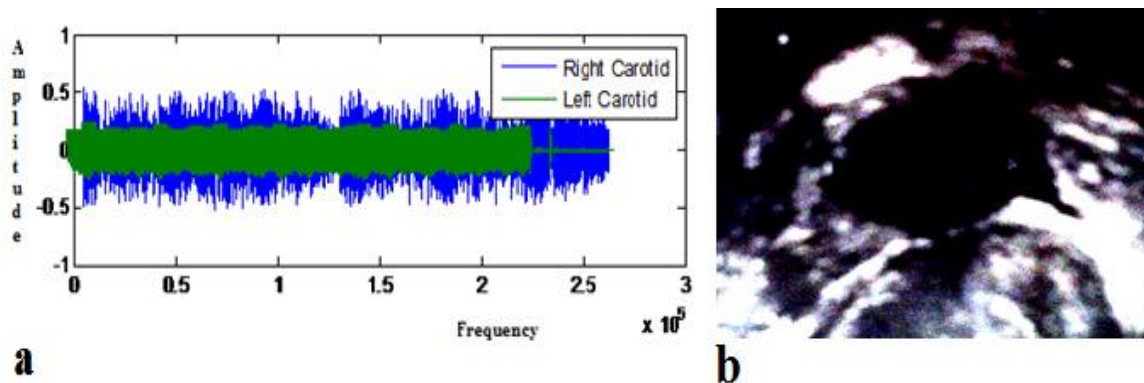 Amplitude
1
0.5
0
-0.5
-1
Right Carotid
Left Carotid
0 0.5 1 1.5 2 2.5 3
x 10^5
Frequency
a
b